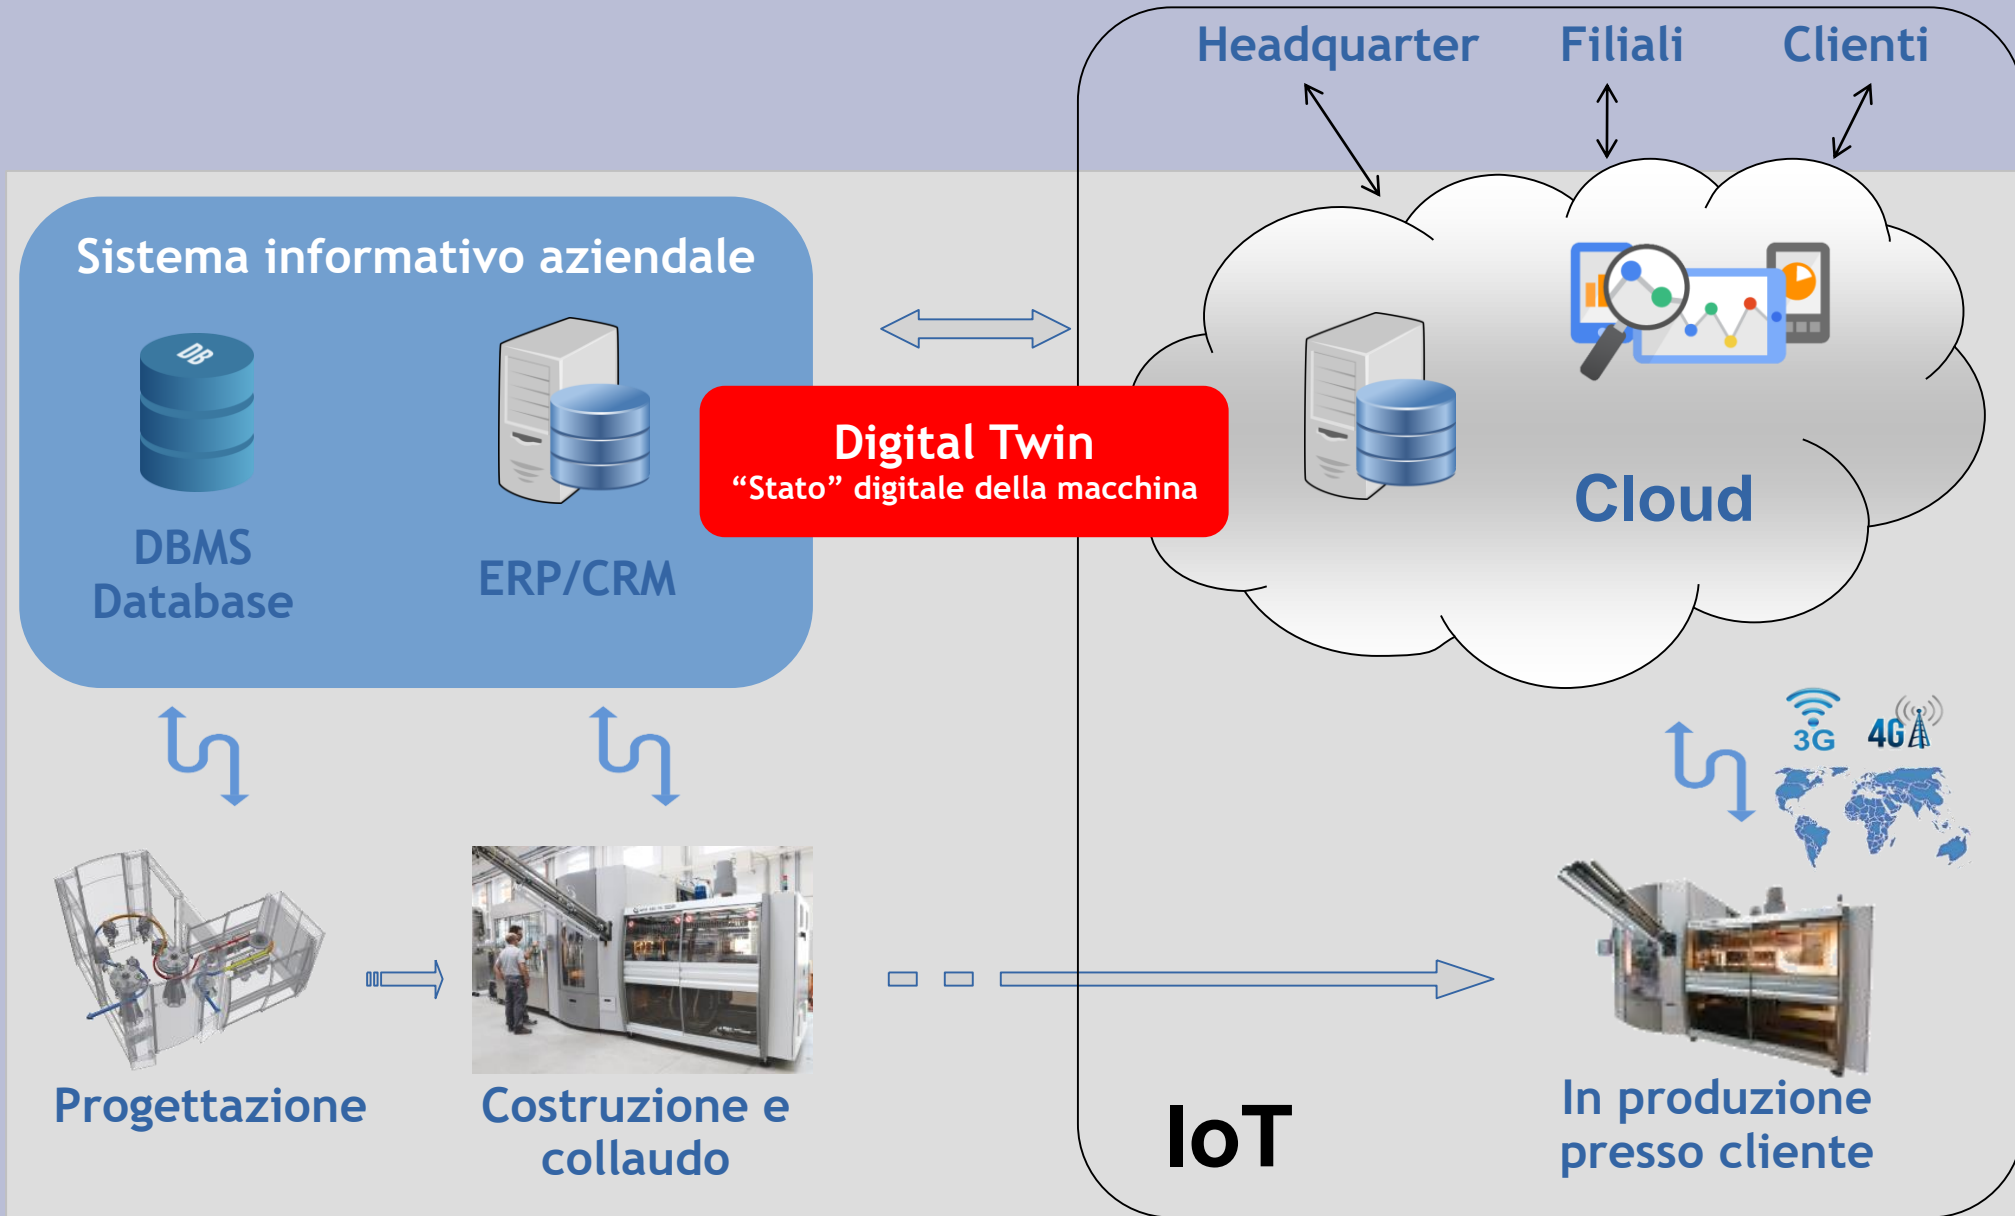 Headquarter
Filiali
Clienti
Sistema informativo aziendale
DB
DBMS
Database
ERP/CRM
Digital Twin
“Stato” digitale della macchina
Cloud
3G
4G
Progettazione
Costruzione e
collaudo
IoT
In produzione
presso cliente